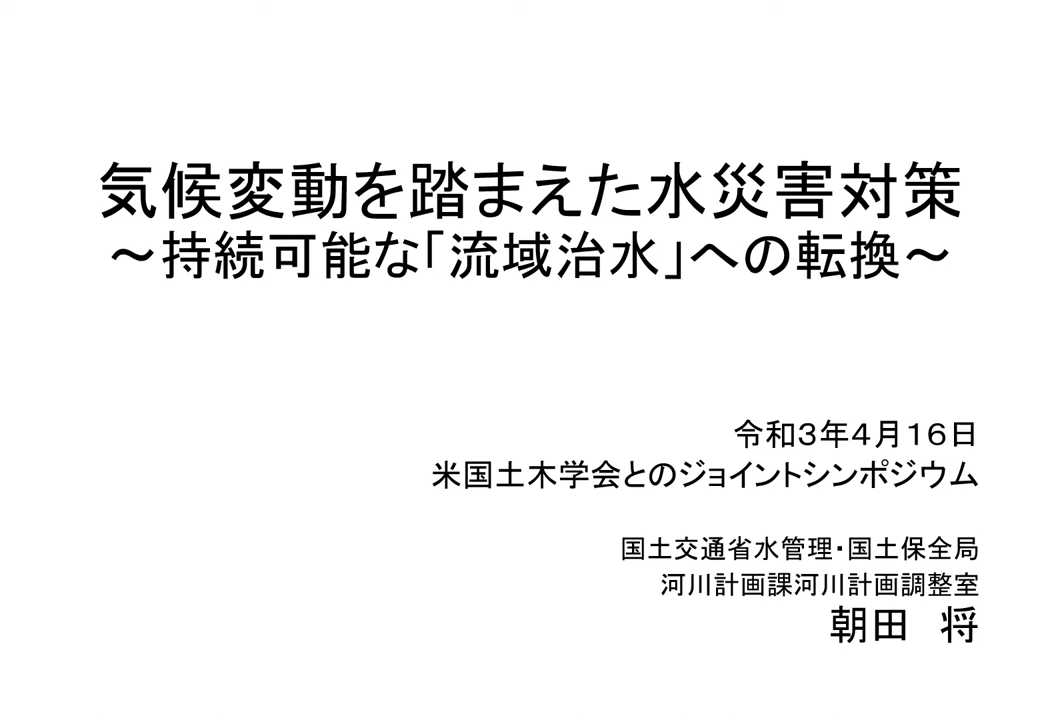 気候変動を踏まえた水災害対策
～持続可能な「流域治水」への転換～
令和３年４月１６日
米国土木学会とのジョイントシンポジウム
国土交通省水管理・国土保全局
河川計画課河川計画調整室
朝田　将